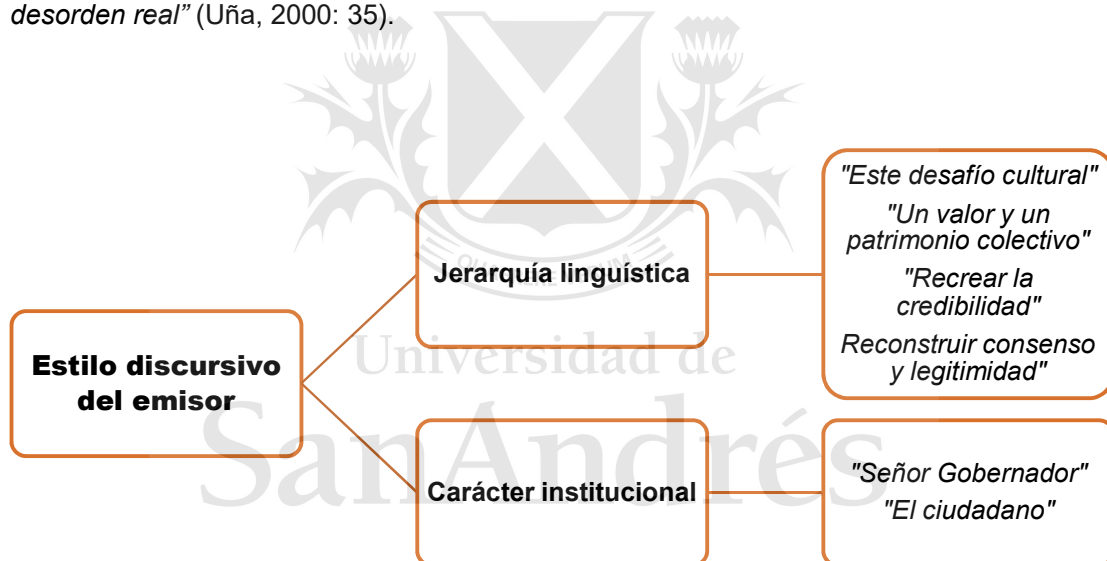 desorden real” (Uña, 2000: 35).
Estilo discursivo
del emisor
Jerarquía linguística
"Este desafío cultural"
"Un valor y un
patrimonio colectivo"
"Recrear la
credibilidad"
Reconstruir consenso
y legitimidad"
Carácter institucional
"Señor Gobernador"
"El ciudadano"
Universidad de
SanAndrés